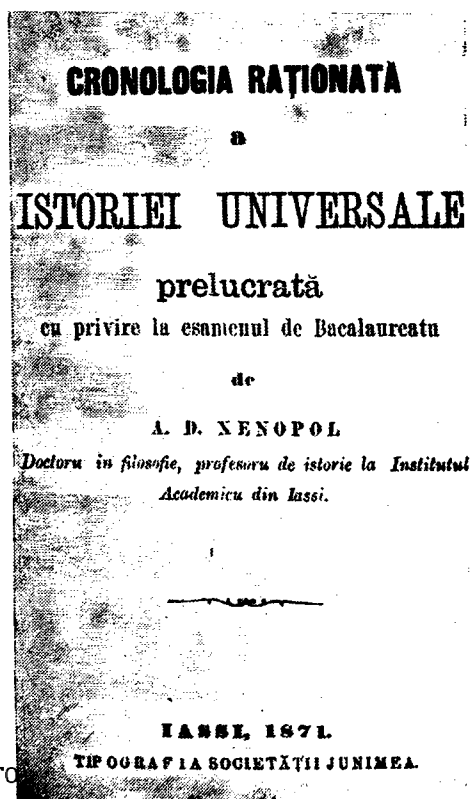 CRONOLOGIA RAȚIONATĂ
a
ISTORIEI UNIVERSALE
prelucrată
cu privire la esamenul de Bacalaureatu
de
A. D. XENOPOL
Doctoru in filosofie, profesoru de istorie la Institutul
Academicu din Iassi.
IASSI, 1871.
TIPOGRAFIA SOCIETĂȚII JUNIMEA.